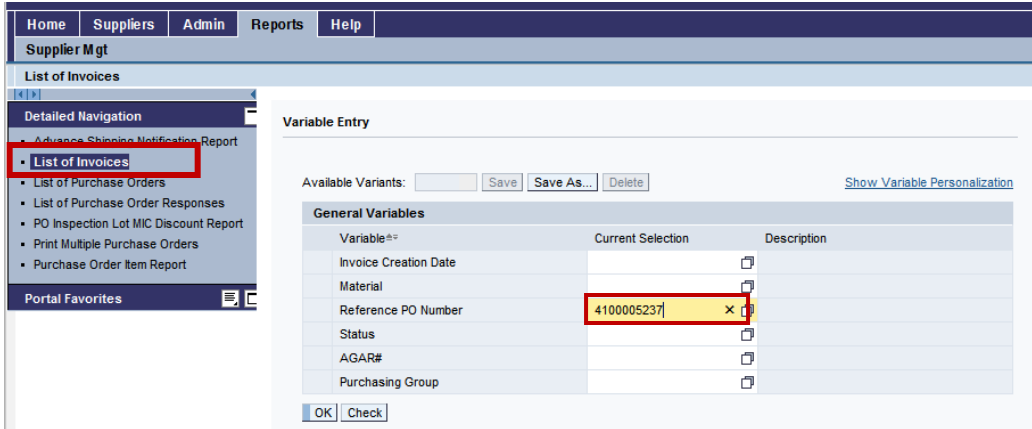 Home Suppliers Admin Reports Help
Supplier Mgt
List of Invoices
Detailed Navigation
Advance Shipping Notification Report
List of Invoices
List of Purchase Orders
List of Purchase Order Responses
PO Inspection Lot MIC Discount Report
Print Multiple Purchase Orders
Purchase Order Item Report
Portal Favorites
Variable Entry
Available Variants: Save Save As... Delete Show Variable Personalization
General Variables
Variable Current Selection Description
Invoice Creation Date
Material
Reference PO Number 4100005237
Status
AGAR#
Purchasing Group
OK Check